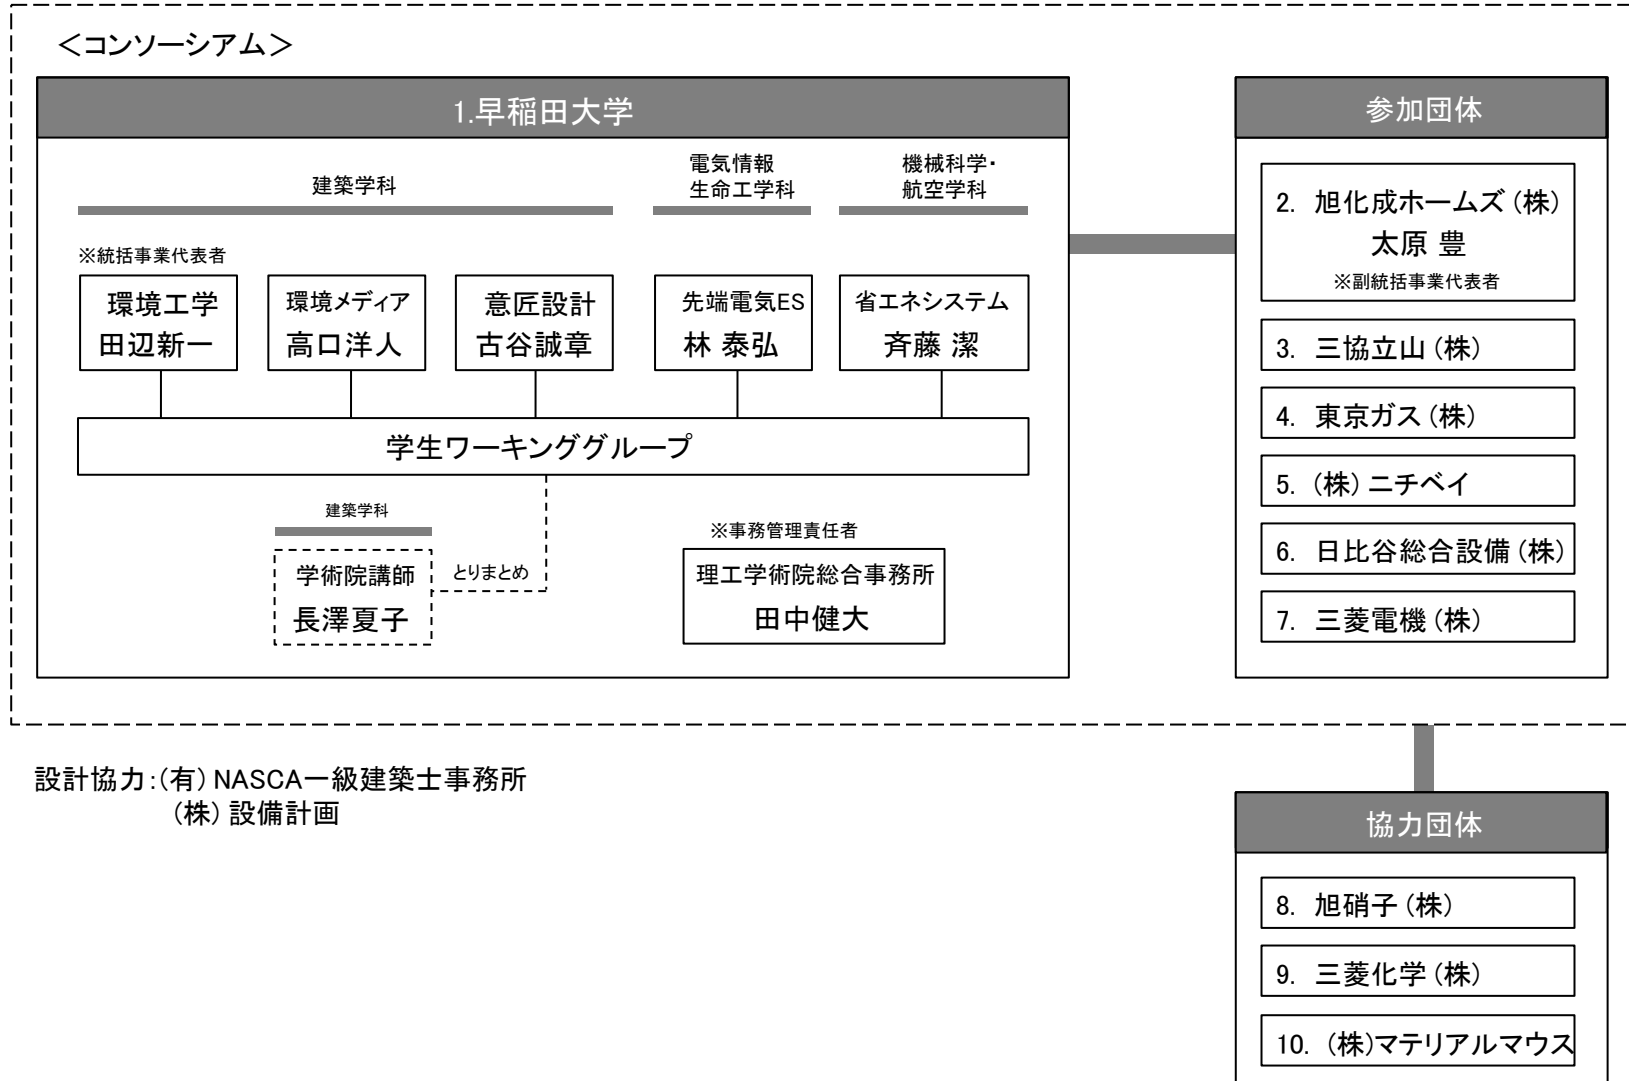 ＜コンソーシアム＞
1.早稲田大学
建築学科
電気情報
生命工学科
機械科学・
航空学科
※統括事業代表者
環境工学
田辺新一
環境メディア
高口洋人
意匠設計
古谷誠章
先端電気ES
林 泰弘
省エネシステム
斉藤 潔
学生ワーキンググループ
建築学科
学術院講師
長澤夏子
とりまとめ
※事務管理責任者
理工学術院総合事務所
田中健大
参加団体
2. 旭化成ホームズ（株）
太原 豊
※副統括事業代表者
3. 三協立山（株）
4. 東京ガス（株）
5. （株）ニチベイ
6. 日比谷総合設備（株）
7. 三菱電機（株）
設計協力：（有）NASCA一級建築士事務所
（株）設備計画
協力団体
8. 旭硝子（株）
9. 三菱化学（株）
10. （株）マテリアルマウス